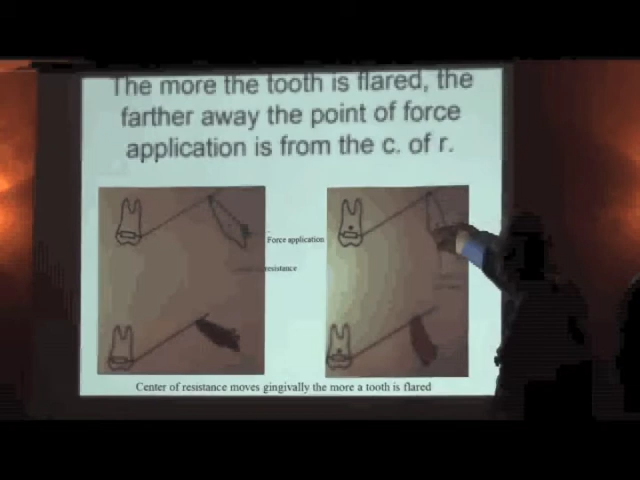 The more the tooth is flared, the
farther away the point of force
application is from the c. of r.
Force application
resistance
Center of resistance moves gingivally the more a tooth is flared